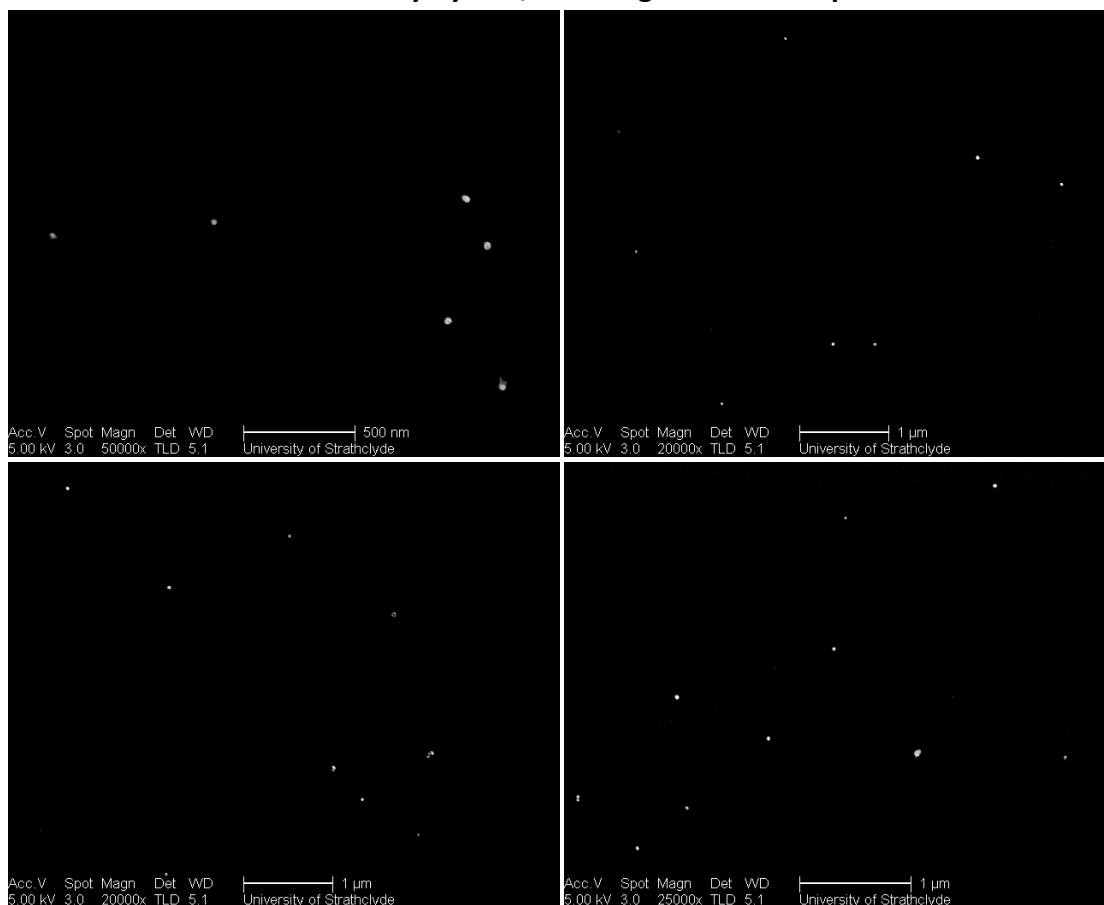 Acc.V Spot Magn Det WD 500 nm
5.00 kV 3.0 50000x TLD 5.1 University of Strathclyde
Acc.V Spot Magn Det WD 1 µm
5.00 kV 3.0 20000x TLD 5.1 University of Strathclyde
Acc.V Spot Magn Det WD 1 µm
5.00 kV 3.0 20000x TLD 5.1 University of Strathclyde
Acc.V Spot Magn Det WD 1 µm
5.00 kV 3.0 25000x TLD 5.1 University of Strathclyde